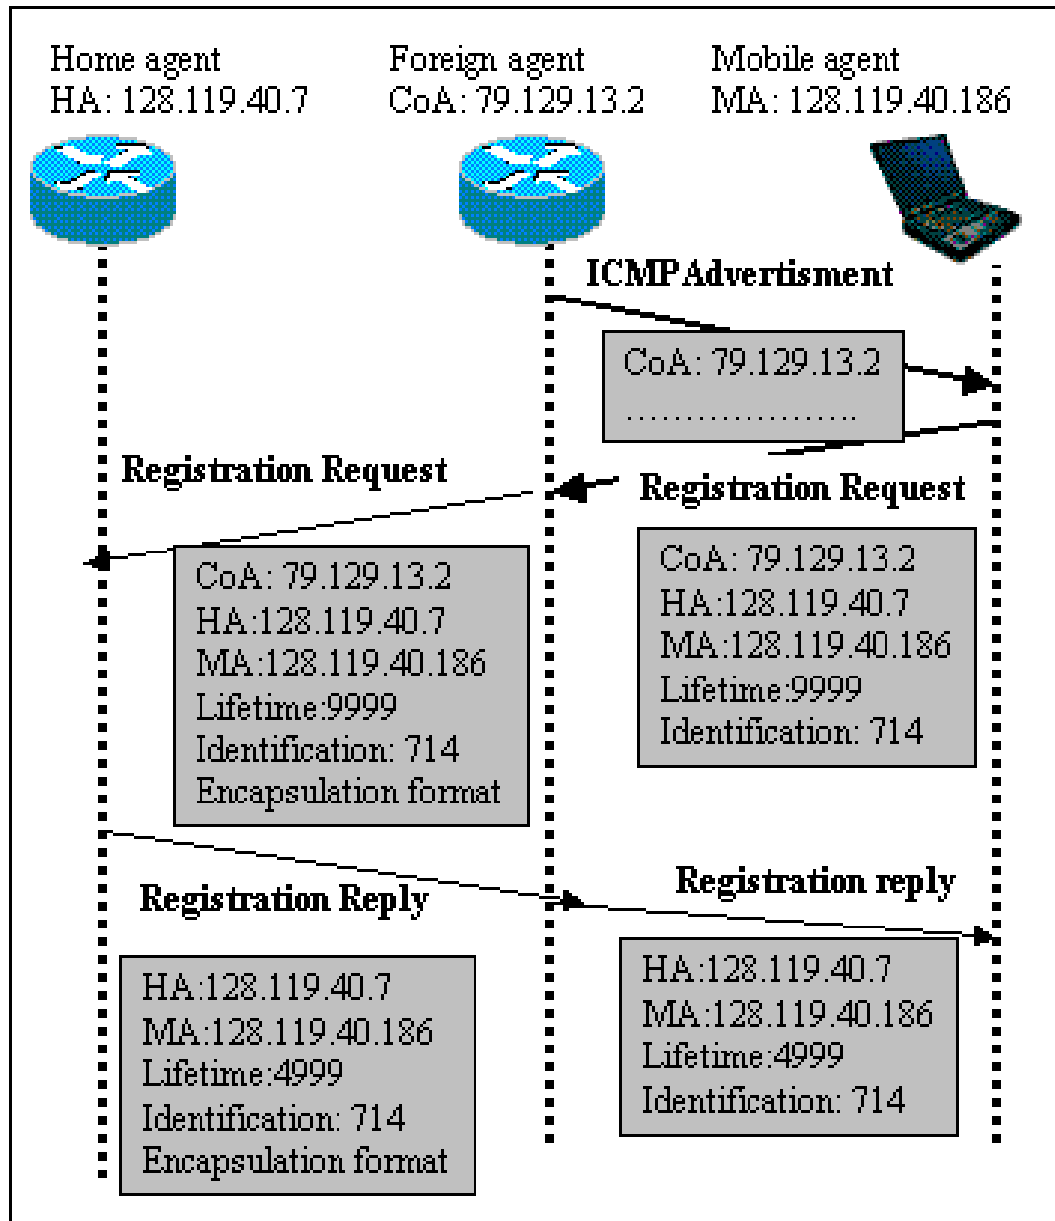 Home agent
HA: 128.119.40.7
Foreign agent
CoA: 79.129.13.2
Mobile agent
MA: 128.119.40.186
ICMP Advertisment
CoA: 79.129.13.2
.....................
Registration Request
Registration Request
CoA: 79.129.13.2
HA:128.119.40.7
MA:128.119.40.186
Lifetime:9999
Identification: 714
CoA: 79.129.13.2
HA:128.119.40.7
MA:128.119.40.186
Lifetime:9999
Identification: 714
Encapsulation format
Registration Reply
Registration reply
HA:128.119.40.7
MA:128.119.40.186
Lifetime:4999
Identification: 714
Encapsulation format
HA:128.119.40.7
MA:128.119.40.186
Lifetime:4999
Identification: 714